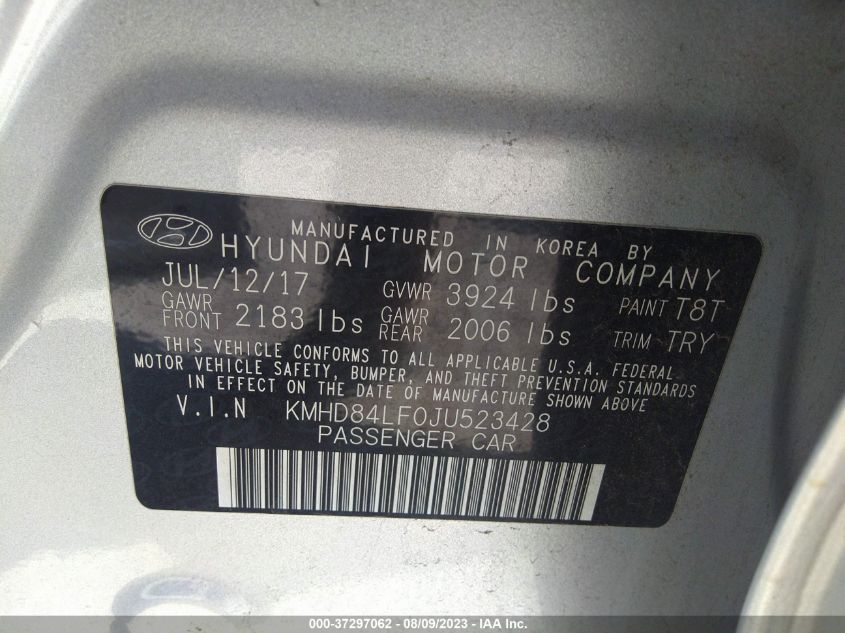 MANUFACTURED IN KOREA BY
HYUNDAI MOTOR COMPANY
JUL/12/17 GVWR 3924 lbs PAINT T8T
GAWR FRONT 2183 lbs GAWR REAR 2006 lbs TRIM TRY
THIS VEHICLE CONFORMS TO ALL APPLICABLE U.S.A. FEDERAL
MOTOR VEHICLE SAFETY, BUMPER, AND THEFT PREVENTION STANDARDS
IN EFFECT ON THE DATE OF MANUFACTURE SHOWN ABOVE
V.I.N KMHD84LF0JU523428
PASSENGER CAR
000-37297062 - 08/09/2023 - IAA Inc.